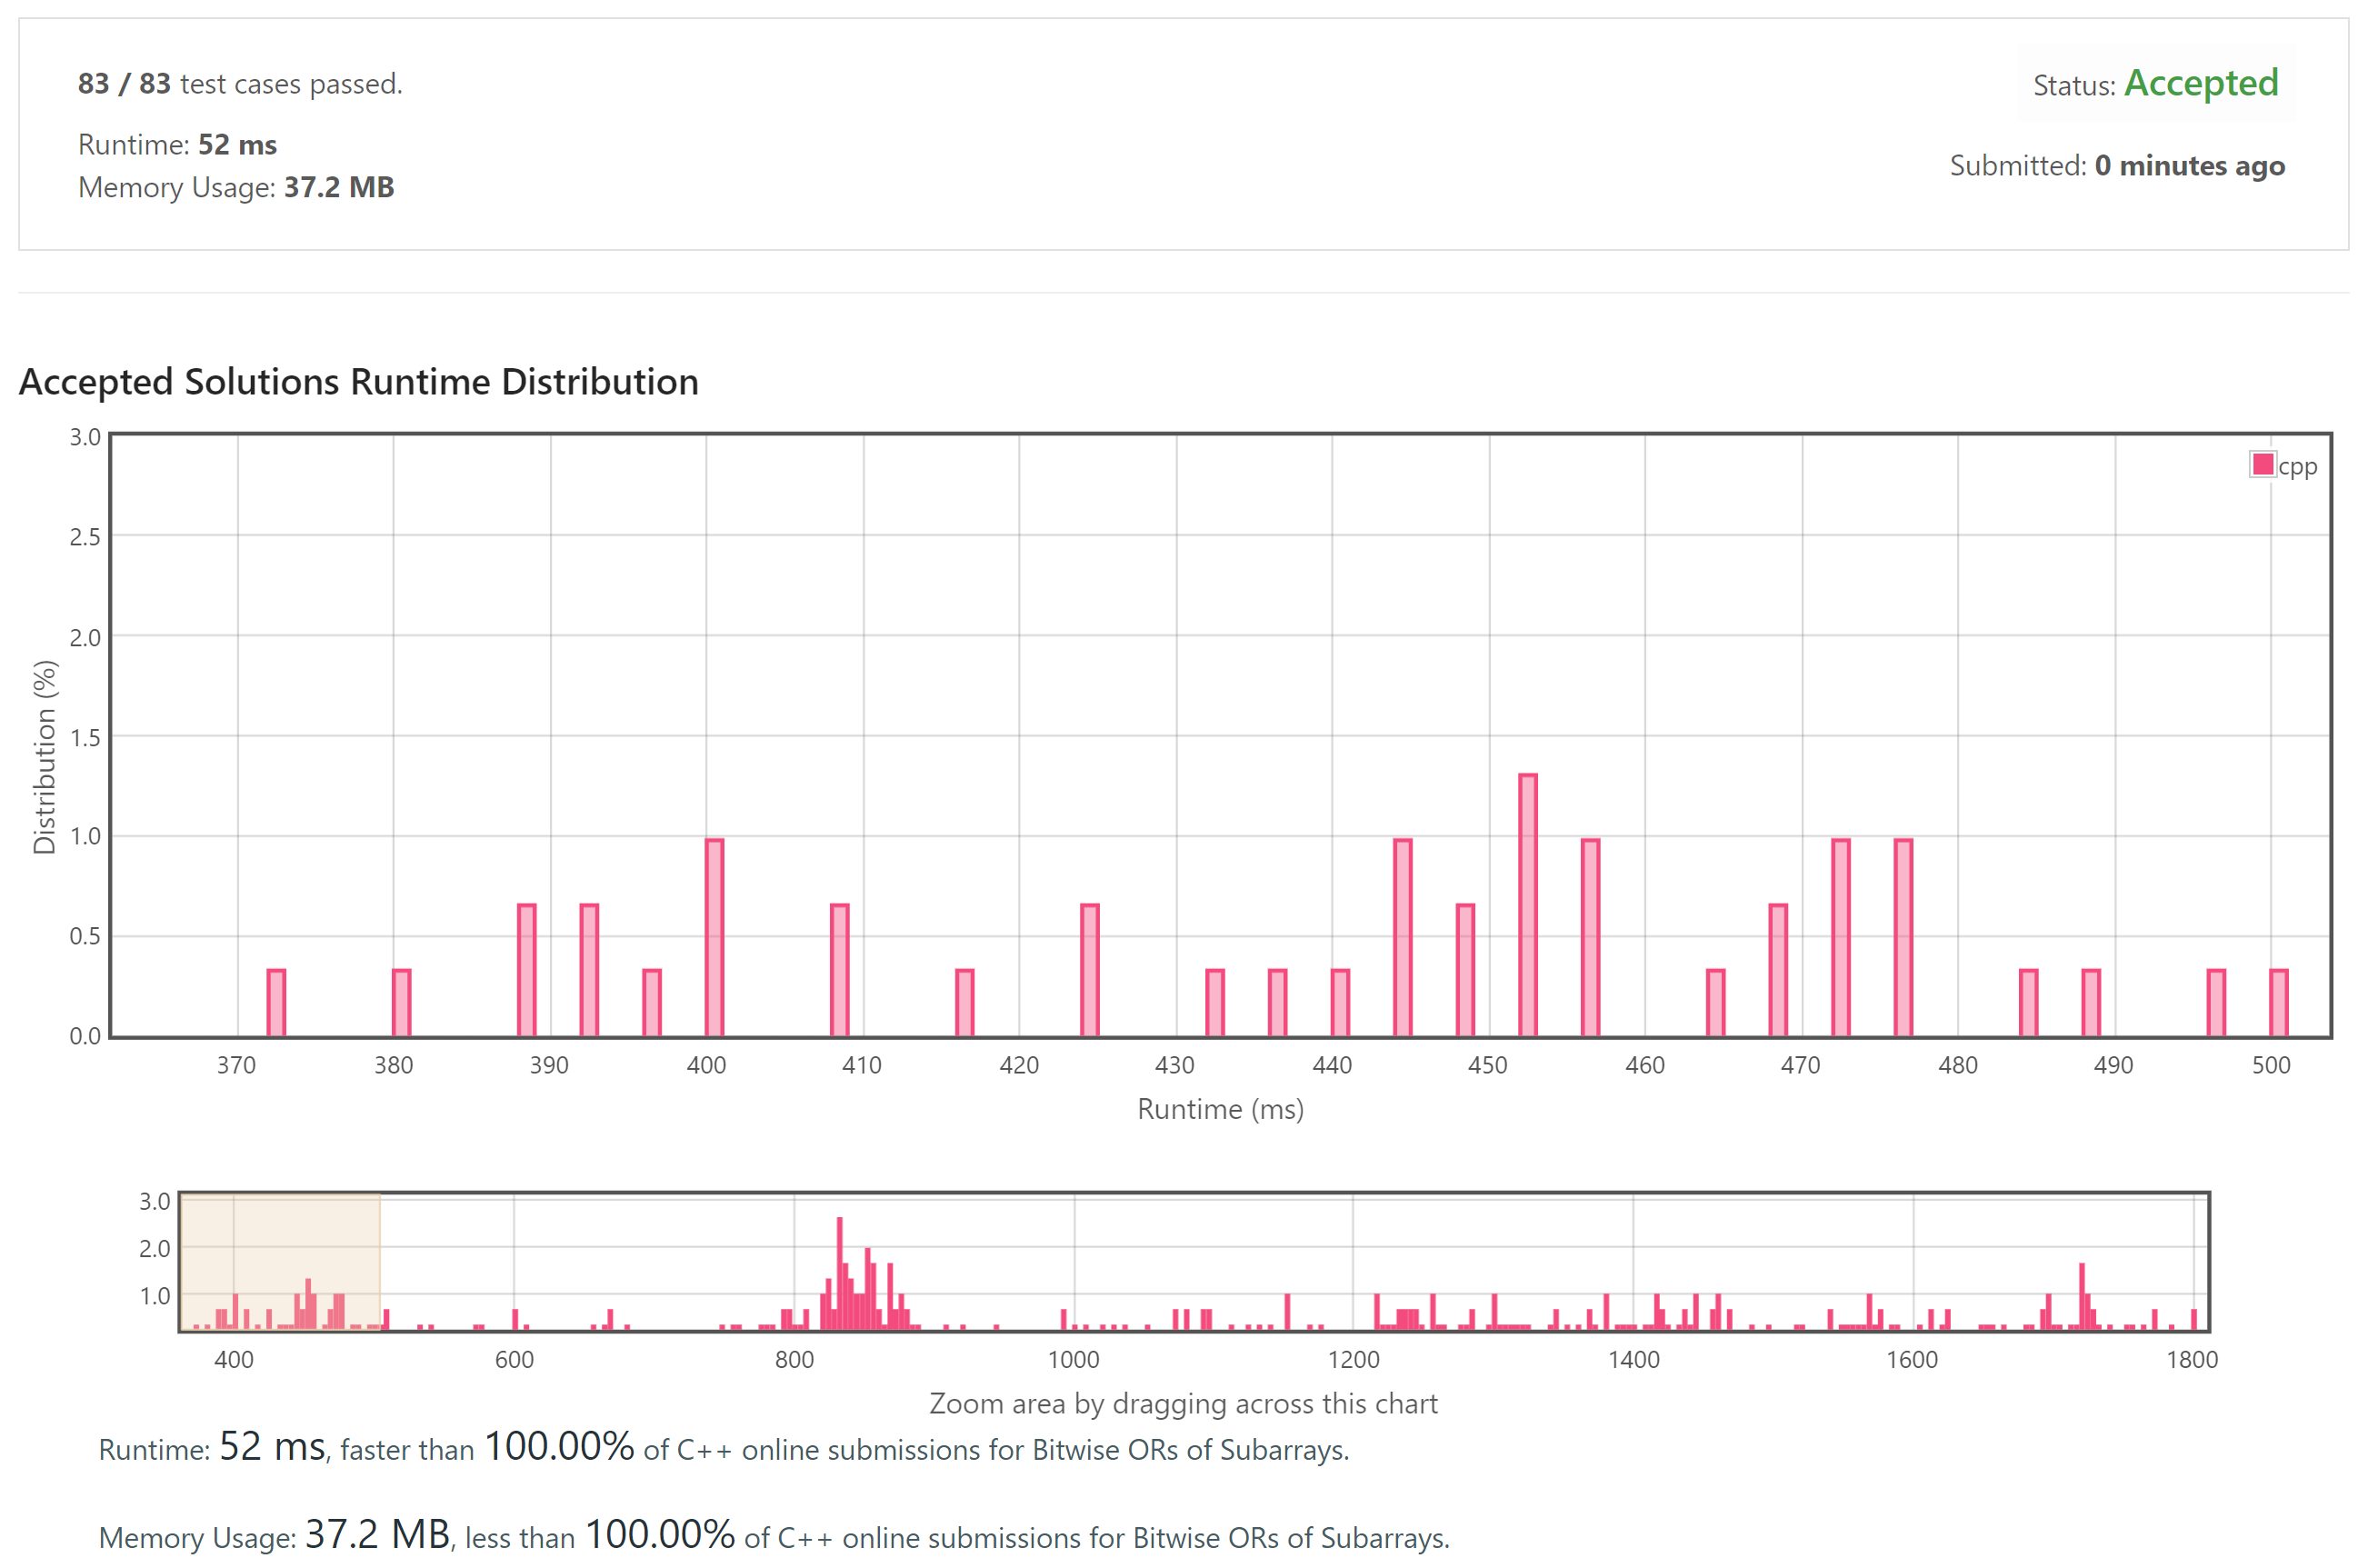 83 / 83 test cases passed.
Status: Accepted
Runtime: 52 ms
Submitted: 0 minutes ago
Memory Usage: 37.2 MB
Accepted Solutions Runtime Distribution
cpp
Distribution (%)
3.0
2.5
2.0
1.5
1.0
0.5
0.0
370 380 390 400 410 420 430 440 450 460 470 480 490 500
Runtime (ms)
3.0
2.0
1.0
400 600 800 1000 1200 1400 1600 1800
Zoom area by dragging across this chart
Runtime: 52 ms, faster than 100.00% of C++ online submissions for Bitwise ORs of Subarrays.
Memory Usage: 37.2 MB, less than 100.00% of C++ online submissions for Bitwise ORs of Subarrays.